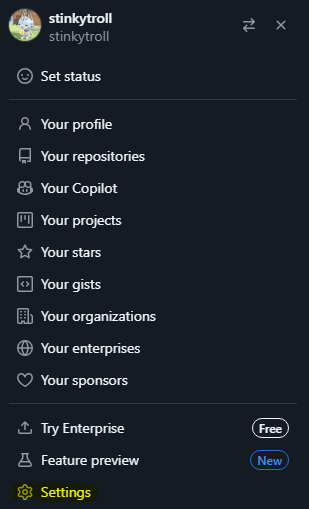 stinkytroll
stinkytroll
Set status
Your profile
Your repositories
Your Copilot
Your projects
Your stars
Your gists
Your organizations
Your enterprises
Your sponsors
Try Enterprise Free
Feature preview New
Settings